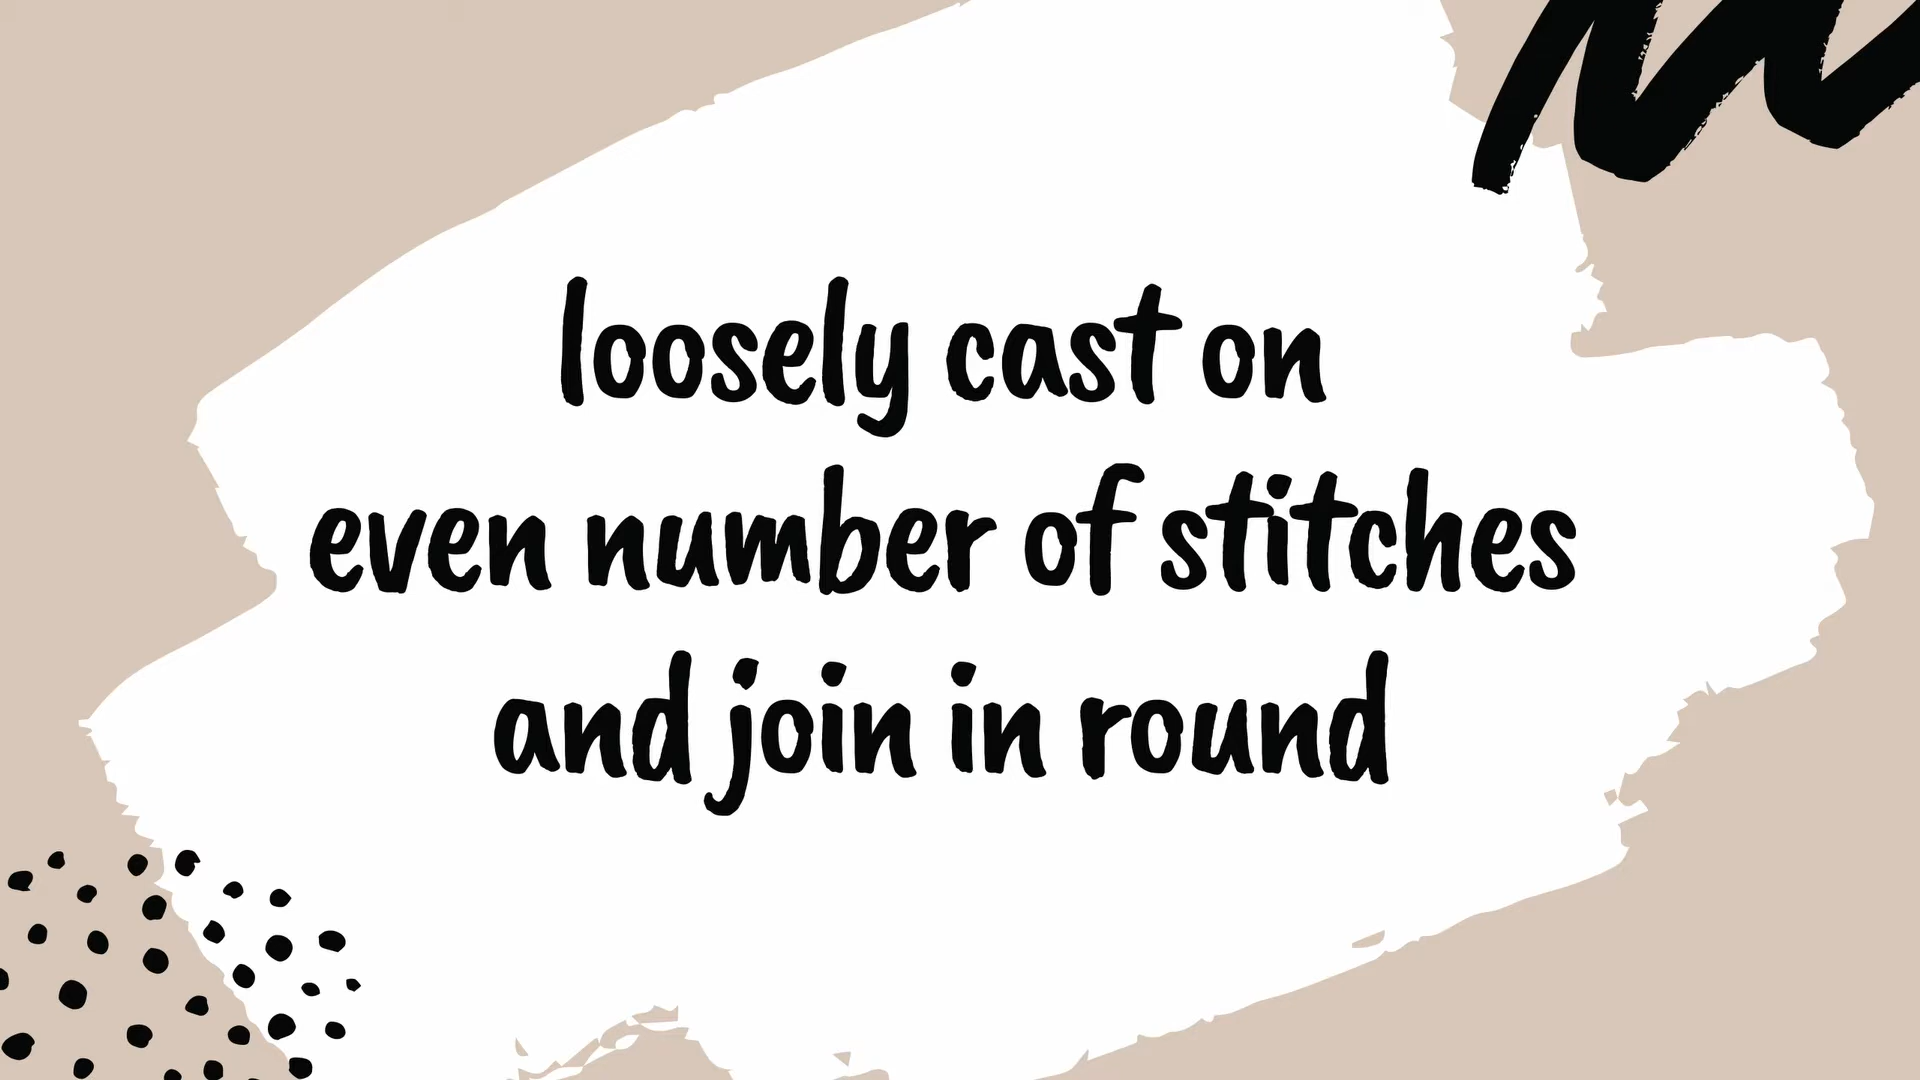 loosely cast on
even number of stitches
and join in round